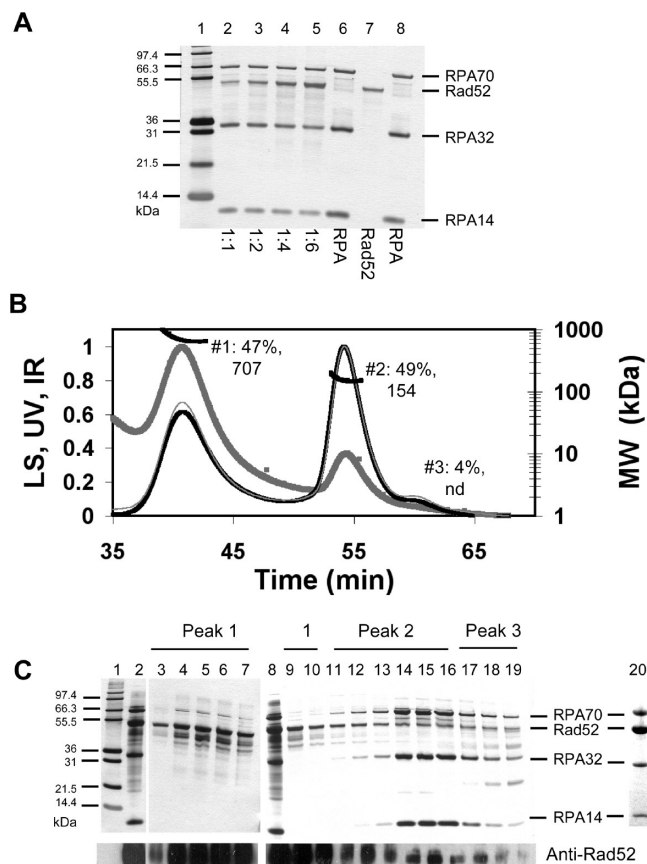 A
1 2 3 4 5 6 7 8
97.4
66.3
55.5
36
31
21.5
14.4
kDa
RPA70
Rad52
RPA32
RPA14
1:1
1:2
1:4
1:6
RPA
Rad52
RPA
B
LS, UV, IR
1
0.8
0.6
0.4
0.2
0
#1: 47%,
707
#2: 49%,
154
#3: 4%,
nd
1000
100
10
1
MW (kDa)
35 45 55 65
Time (min)
Peak 1 1 Peak 2 Peak 3
C
1 2 3 4 5 6 7 8 9 10 11 12 13 14 15 16 17 18 19 20
97.4
66.3
55.5
36
31
21.5
14.4
kDa
RPA70
Rad52
RPA32
RPA14
Anti-Rad52